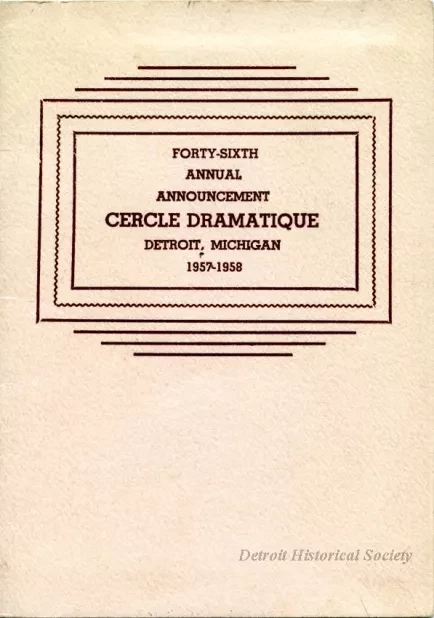 FORTY-SIXTH
ANNUAL
ANNOUNCEMENT
CERCLE DRAMATIQUE
DETROIT, MICHIGAN
1957-1958
Detroit Historical Society